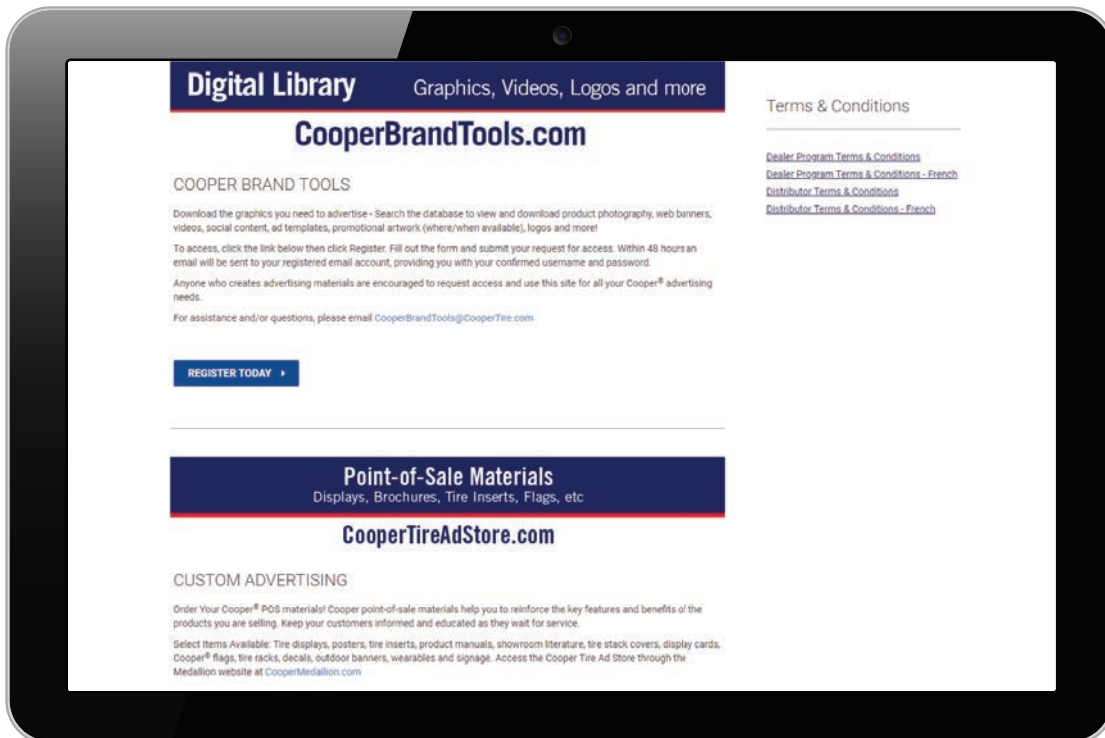 Digital Library Graphics, Videos, Logos and more
CooperBrandTools.com
COOPER BRAND TOOLS
Download the graphics you need to advertise - Search the database to view and download product photography, web banners,
videos, social content, ad templates, promotional artwork (where/when available), logos and more!
To access, click the link below then click Register. Fill out the form and submit your request for access. Within 48 hours an
email will be sent to your registered email account, providing you with your confirmed username and password.
Anyone who creates advertising materials are encouraged to request access and use this site for all your Cooper® advertising
needs.
For assistance and/or questions, please email CooperBrandTools@CooperTire.com
REGISTER TODAY
Point-of-Sale Materials
Displays, Brochures, Tire Inserts, Flags, etc
CooperTireAdStore.com
CUSTOM ADVERTISING
Order Your Cooper® POS materials! Cooper point-of-sale materials help you to reinforce the key features and benefits of the
products you are selling. Keep your customers informed and educated as they wait for service.
Select Items Available: Tire displays, posters, tire inserts, product manuals, showroom literature, tire stack covers, display cards,
Cooper® flags, tire racks, decals, outdoor banners, wearables and signage. Access the Cooper Tire Ad Store through the
Medallion website at CooperMedallion.com
Terms & Conditions
Dealer Program Terms & Conditions
Dealer Program Terms & Conditions - French
Distributor Terms & Conditions
Distributor Terms & Conditions - French